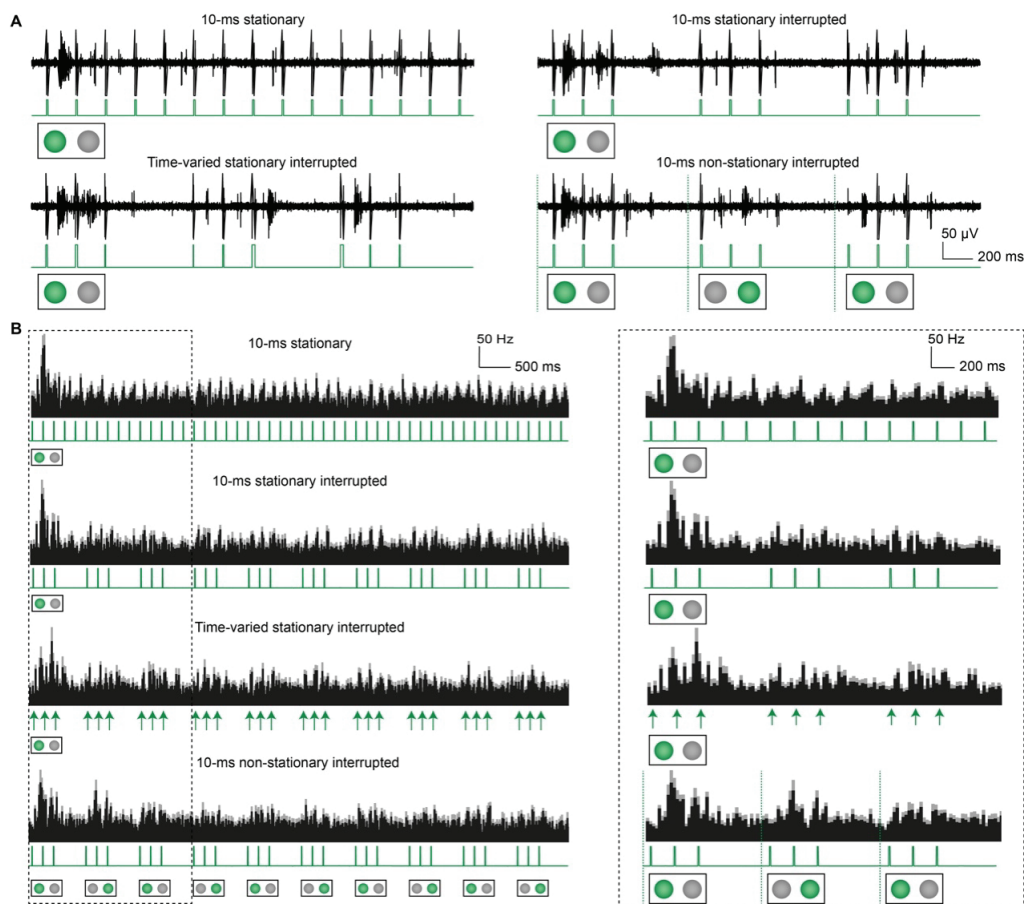 A
10-ms stationary
10-ms stationary interrupted
Time-varied stationary interrupted
10-ms non-stationary interrupted
50 µV
200 ms
B
10-ms stationary
50 Hz
500 ms
50 Hz
200 ms
10-ms stationary interrupted
Time-varied stationary interrupted
10-ms non-stationary interrupted